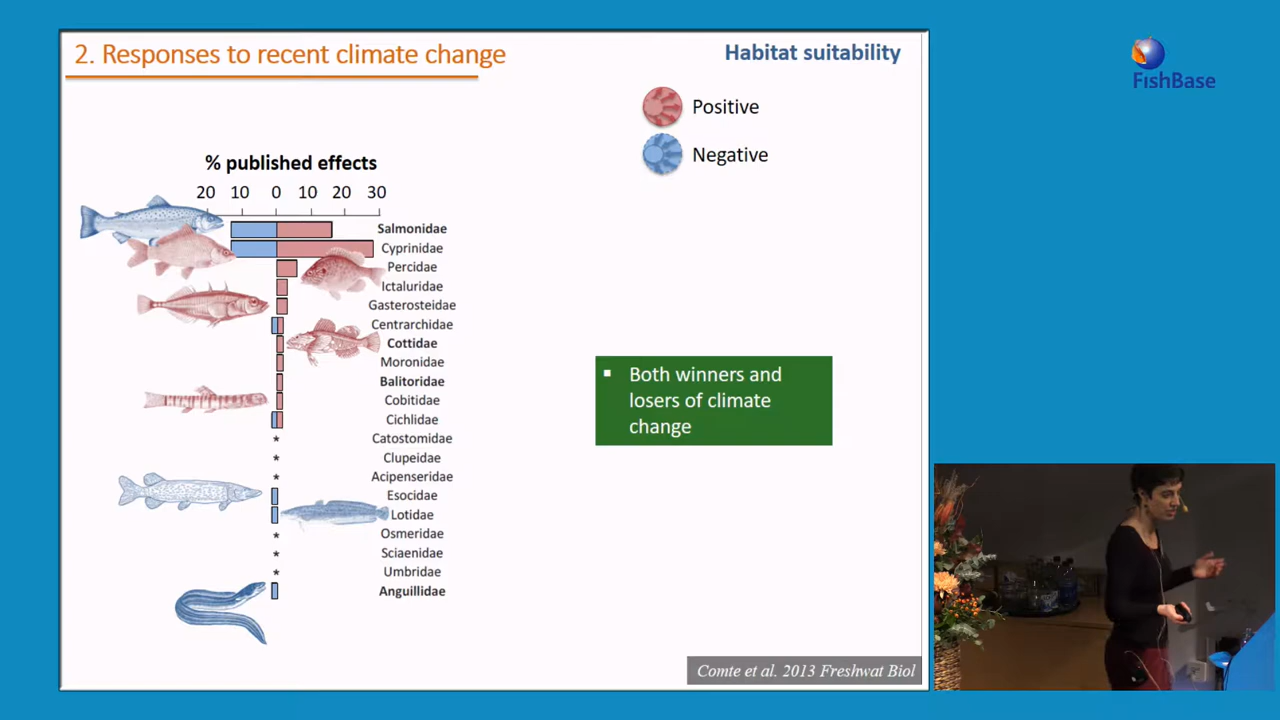 2. Responses to recent climate change
Habitat suitability
FishBase
Positive
Negative
% published effects
20 10 0 10 20 30
Salmonidae
Cyprinidae
Percidae
Ictaluridae
Gasterosteidae
Centrarchidae
Cottidae
Moronidae
Balitoridae
Cobitidae
Cichlidae
*
Catostomidae
*
Clupeidae
*
Acipenseridae
Esocidae
Lotidae
*
Osmeridae
*
Sciaenidae
*
Umbridae
Anguillidae
▪ Both winners and
losers of climate
change
Comte et al. 2013 Freshwat Biol